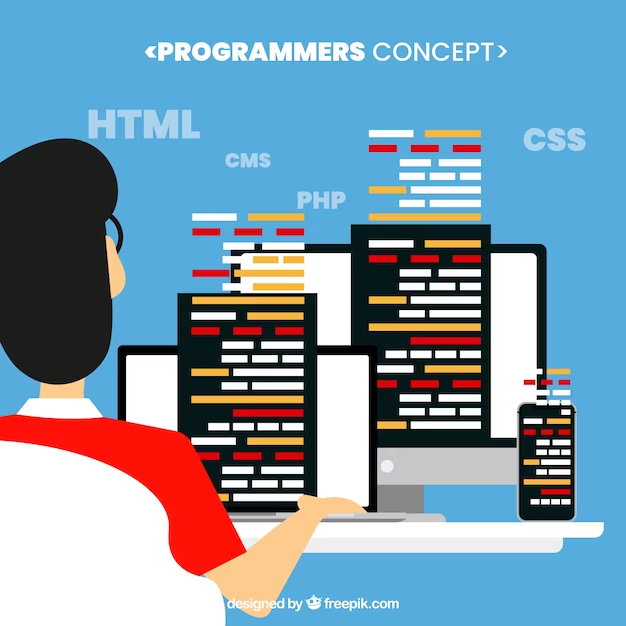 <PROGRAMMERS CONCEPT>
HTML
CSS
CMS
PHP
designed by freepik.com